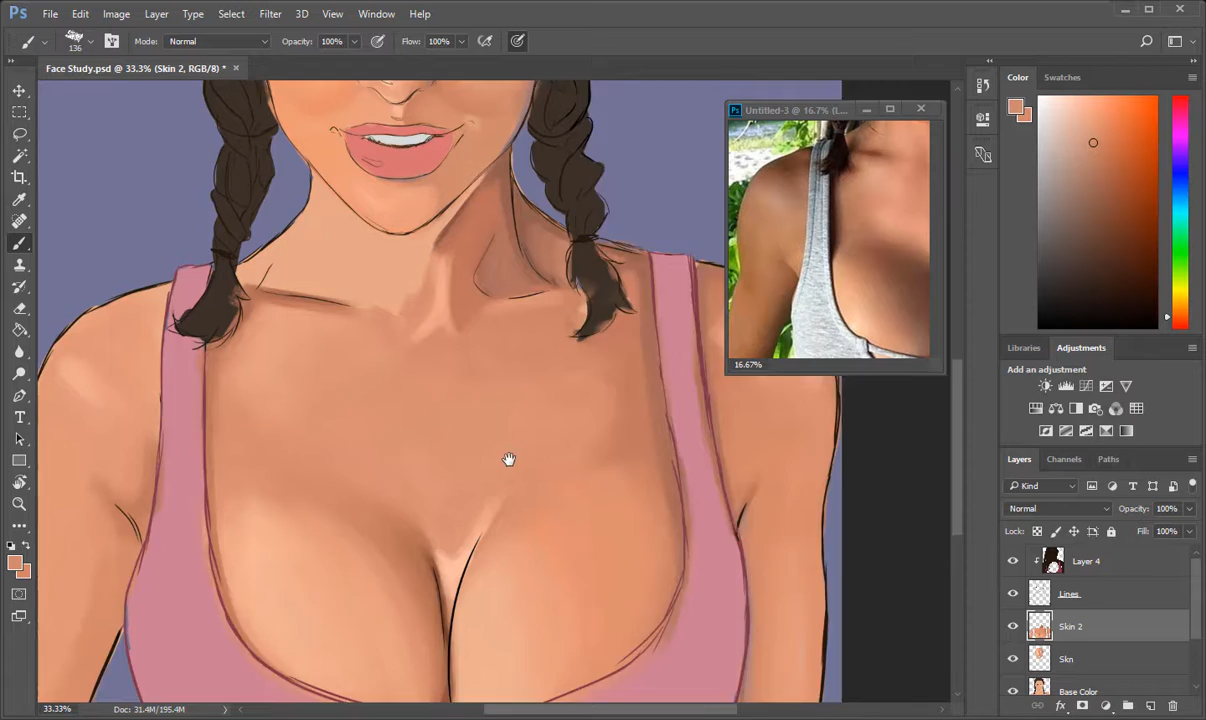 File Edit Image Layer Type Select Filter 3D View Window Help
136 Mode: Normal Opacity: 100% Flow: 100%
Face Study.psd @ 33.3% (Skin 2, RGB/8) * ×
Untitled-3 @ 16.7% (L...
16.67%
Color Swatches
Libraries Adjustments
Add an adjustment
Layers Channels Paths
Kind
Normal Opacity: 100%
Lock: Fill: 100%
Layer 4
Lines
Skin 2
Skn
Base Color
33.33% Doc: 31.4M/195.4M